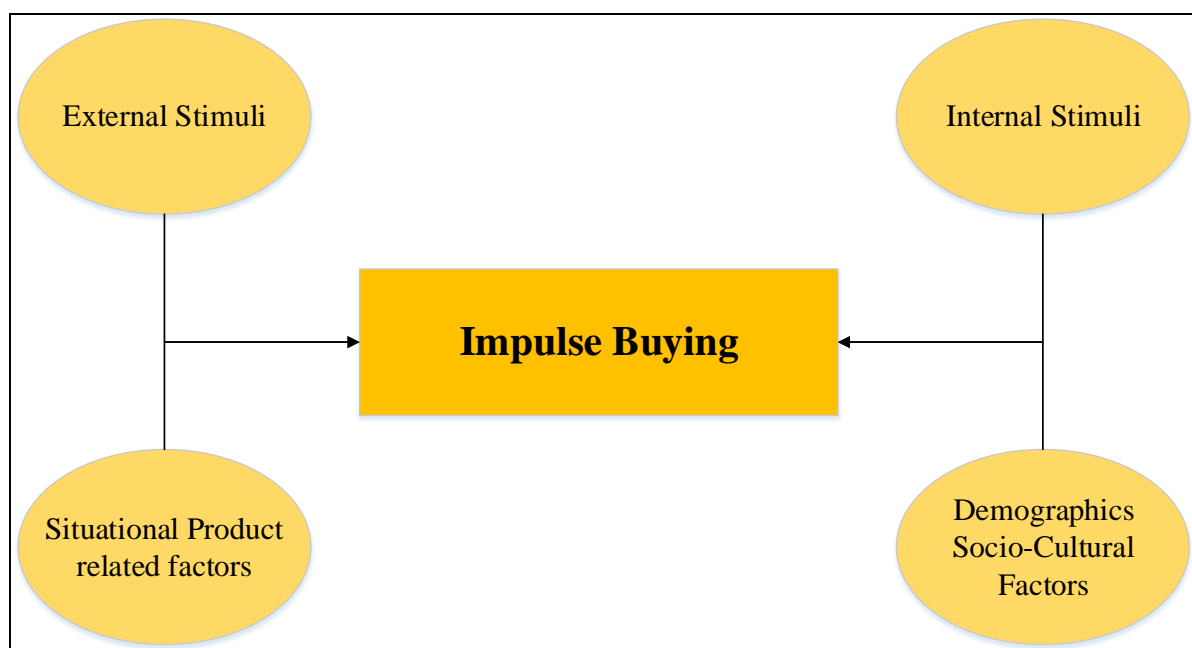 External Stimuli
Internal Stimuli
Impulse Buying
Situational Product
related factors
Demographics
Socio-Cultural
Factors